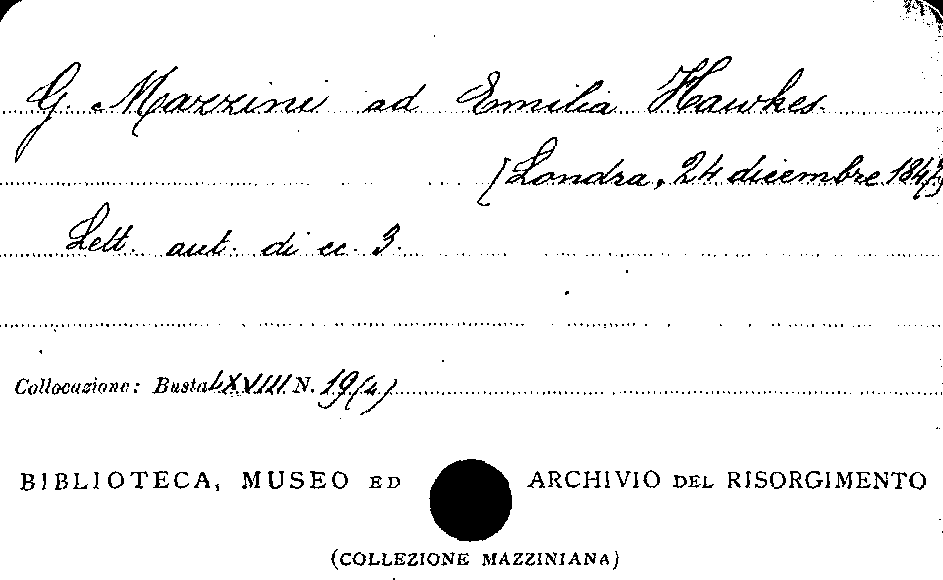 G. Mazzini ad Emilia Hawkes.
[Londra, 24 dicembre
Lett. aut. di cc. 3.
Collocazione: Busta LXVIII N. 19(4)
BIBLIOTECA, MUSEO ED ARCHIVIO DEL RISORGIMENTO
(COLLEZIONE MAZZINIANA)